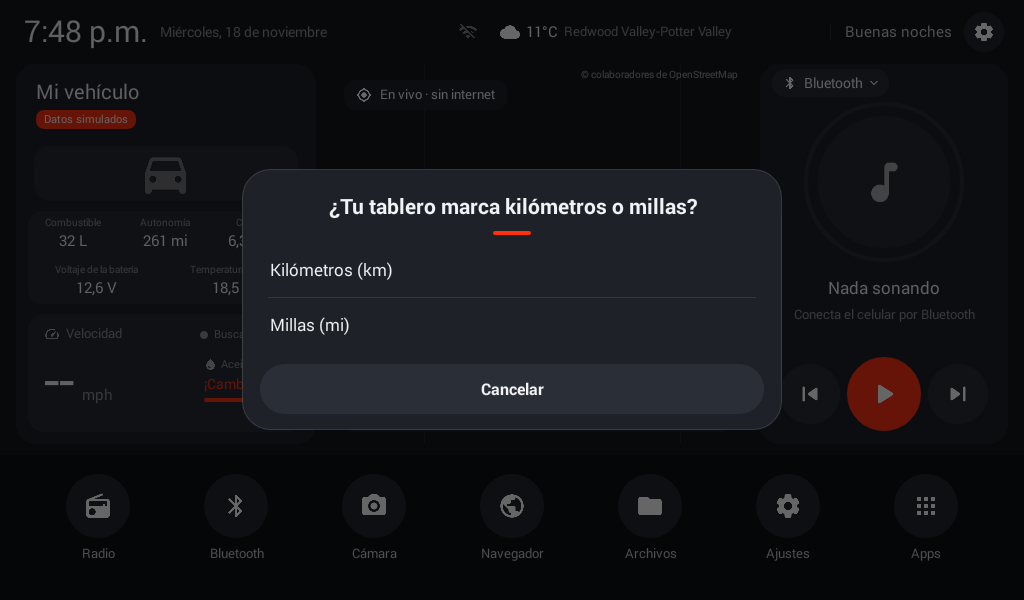 7:48 p.m.
Miércoles, 18 de noviembre
11°C Redwood Valley-Potter Valley
Buenas noches
Mi vehículo
Datos simulados
© colaboradores de OpenStreetMap
En vivo · sin internet
Bluetooth
Combustible
Autonomía
32 L
261 mi
Voltaje de la batería
12,6 V
18,5
Velocidad
mph
¿Tu tablero marca kilómetros o millas?
Kilómetros (km)
Millas (mi)
Cancelar
Nada sonando
Conecta el celular por Bluetooth
Radio
Bluetooth
Cámara
Navegador
Archivos
Ajustes
Apps